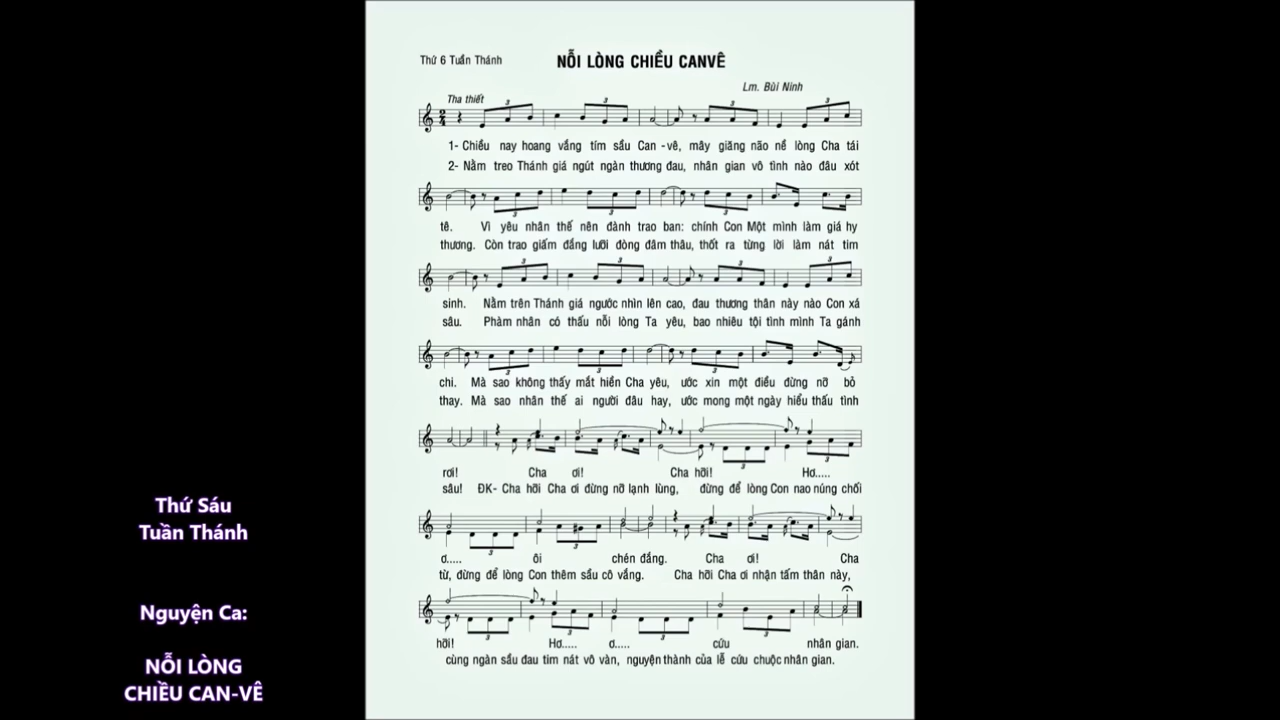 Thứ 6 Tuần Thánh
NỖI LÒNG CHIỀU CANVÊ
Lm. Bùi Ninh
Tha thiết
1- Chiều nay hoang vắng tím sầu Can -vê, mây giăng não nề lòng Cha tái
2- Nằm treo Thánh giá ngút ngàn thương đau, nhân gian vô tình nào đâu xót
tê. Vì yêu nhân thế nên đành trao ban: chính Con Một mình làm giá hy
thương. Còn trao giấm đắng lưỡi đòng đâm thâu, thốt ra từng lời làm nát tim
sinh. Nằm trên Thánh giá ngước nhìn lên cao, đau thương thân này nào Con xá
sâu. Phàm nhân có thấu nỗi lòng Ta yêu, bao nhiêu tội tình mình Ta gánh
chi. Mà sao không thấy mắt hiền Cha yêu, ước xin một điều đừng nỡ bỏ
thay. Mà sao nhân thế ai người đâu hay, ước mong một ngày hiểu thấu tình
rơi! Cha ơi! Cha hỡi! Hơ.....
sâu! ĐK- Cha hỡi Cha ơi đừng nỡ lạnh lùng, đừng để lòng Con nao núng chối
ơ..... ôi chén đắng. Cha ơi! Cha
từ, đừng để lòng Con thêm sầu cô vắng. Cha hỡi Cha ơi nhận tấm thân này,
hỡi! Hơ..... ơ..... cứu nhân gian.
cùng ngàn sầu đau tim nát vô vàn, nguyện thành của lễ cứu chuộc nhân gian.
Thứ Sáu
Tuần Thánh
Nguyện Ca:
NỖI LÒNG
CHIỀU CAN-VÊ